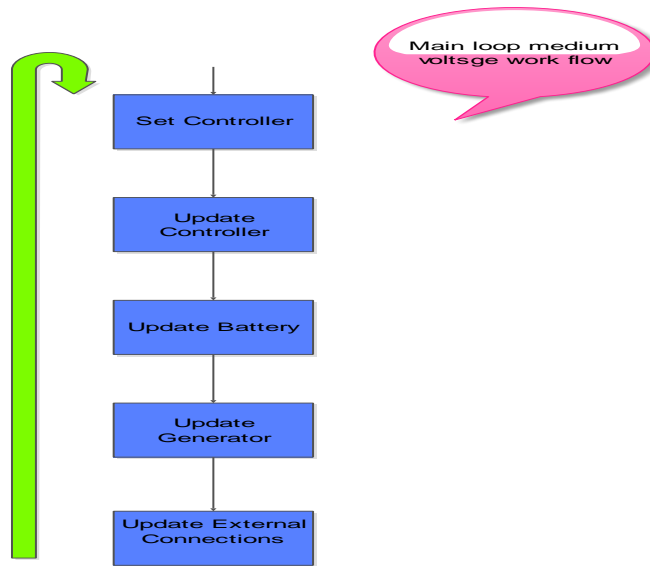 Main loop medium
voltsge work flow
Set Controller
Update
Controller
Update Battery
Update
Generator
Update External
Connections